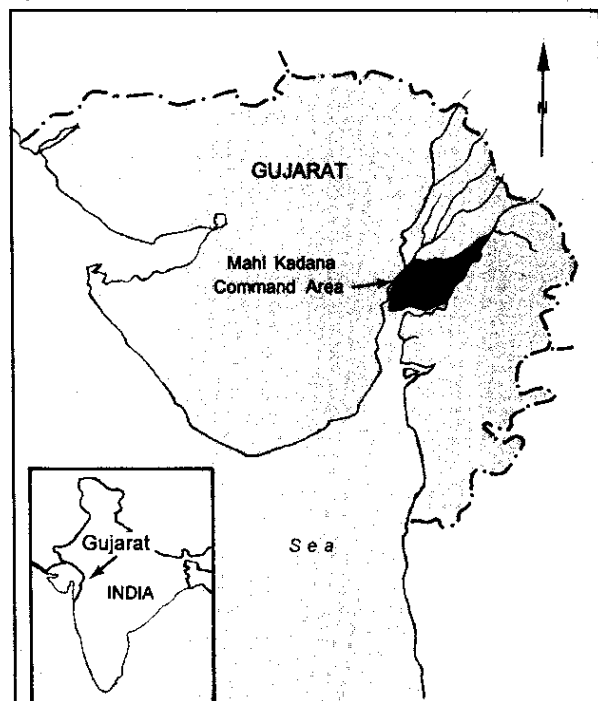 N
GUJARAT
Mahi Kadana
Command Area
Sea
Gujarat
INDIA